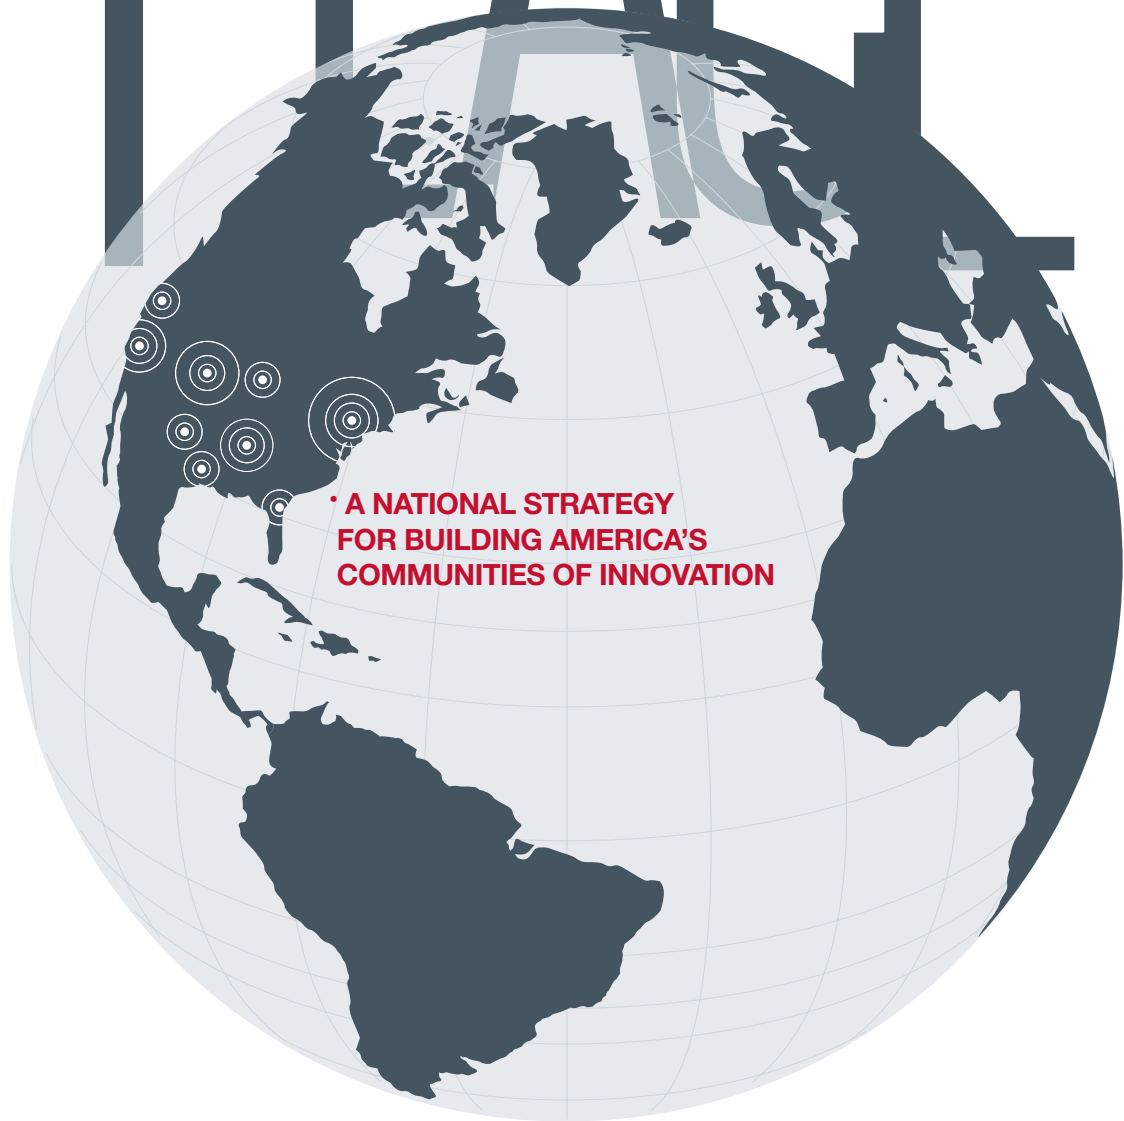 A NATIONAL STRATEGY
FOR BUILDING AMERICA’S
COMMUNITIES OF INNOVATION